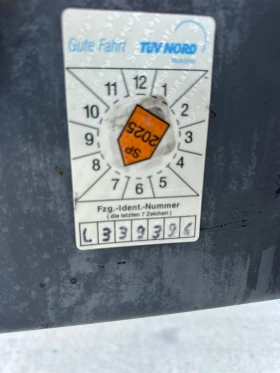 Gute Fahrt TÜV NORD
Mobilität
11 12 1
10
9 3
8 4
7 6 5
SP
2025
Fzg.-Ident.-Nummer
(die letzten 7 Zeichen)
L339396